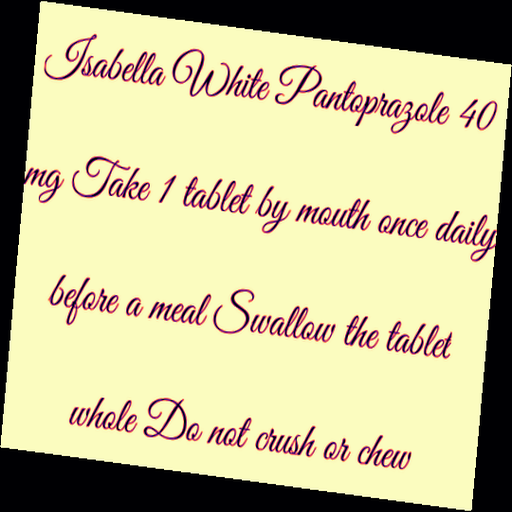 Isabella White Pantoprazole 40
mg Take 1 tablet by mouth once daily
before a meal Swallow the tablet
whole Do not crush or chew